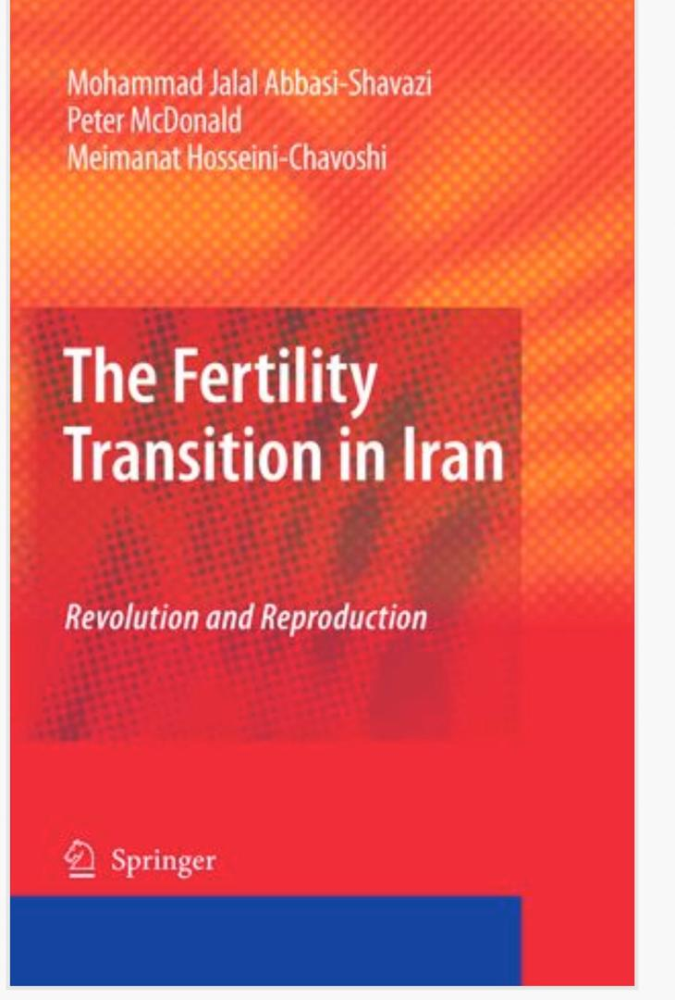 Mohammad Jalal Abbasi-Shavazi
Peter McDonald
Meimanat Hosseini-Chavoshi
The Fertility
Transition in Iran
Revolution and Reproduction
Springer